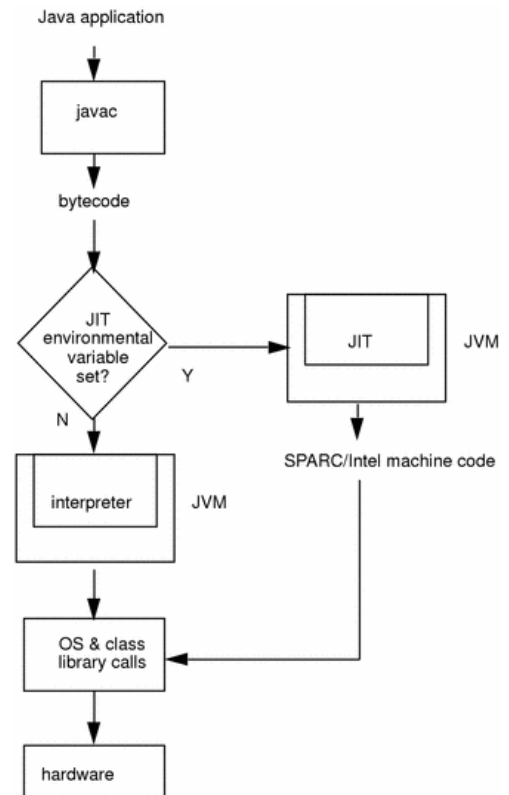 Java application
javac
bytecode
JIT
environmental
variable
set?
Y
JIT
JVM
N
SPARC/Intel machine code
interpreter
JVM
OS & class
library calls
hardware